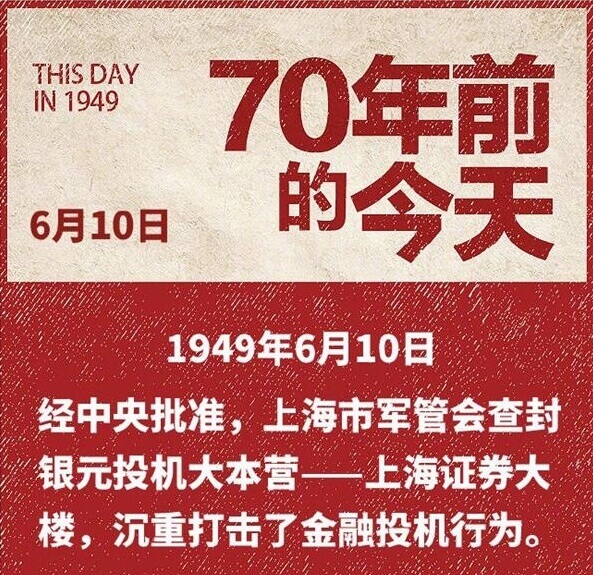 THIS DAY
IN 1949
70年前
的今天
6月10日
1949年6月10日
经中央批准，上海市军管会查封
银元投机大本营——上海证券大
楼，沉重打击了金融投机行为。